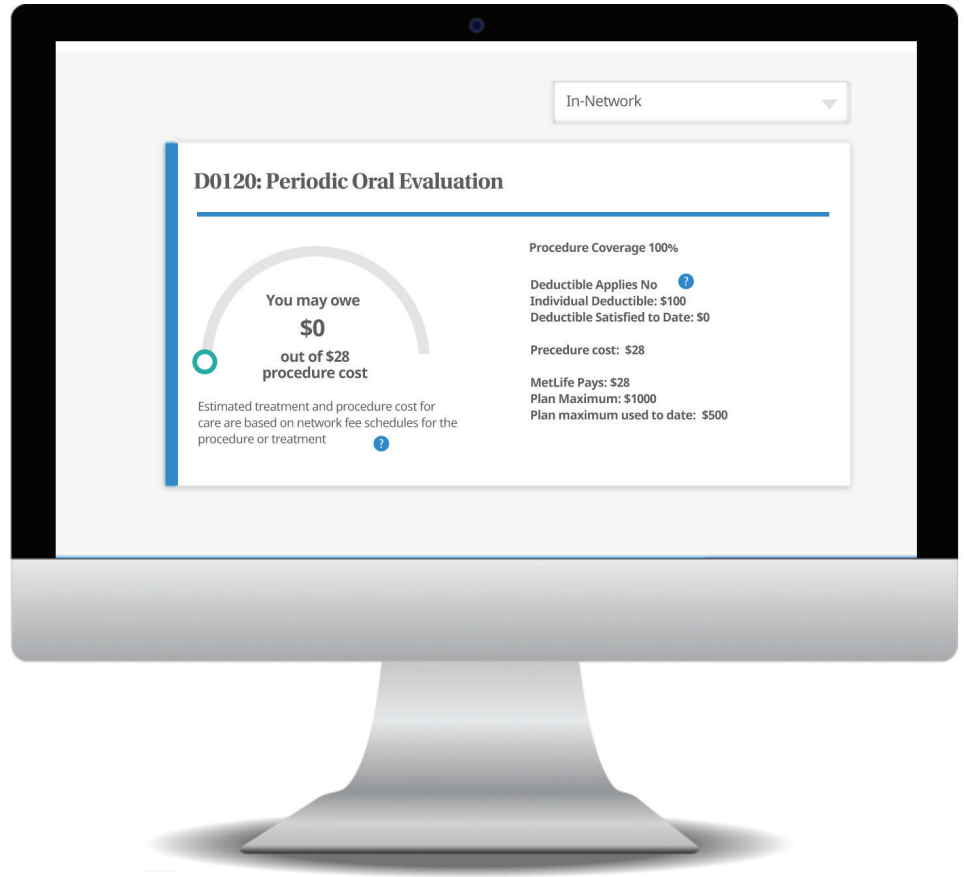 In-Network
D0120: Periodic Oral Evaluation
You may owe
$0
out of $28
procedure cost
Estimated treatment and procedure cost for
care are based on network fee schedules for the
procedure or treatment ?
Procedure Coverage 100%
Deductible Applies No ?
Individual Deductible: $100
Deductible Satisfied to Date: $0
Precedure cost: $28
MetLife Pays: $28
Plan Maximum: $1000
Plan maximum used to date: $500